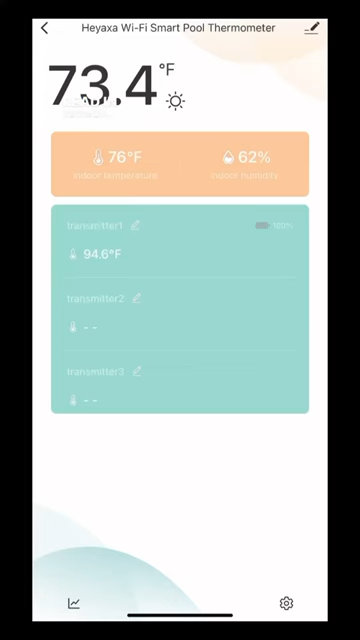 Heyaxa Wi-Fi Smart Pool Thermometer
73.4 °F
76°F
62%
indoor temperature
indoor humidity
transmitter1
100%
94.6°F
transmitter2
- -
transmitter3
- -